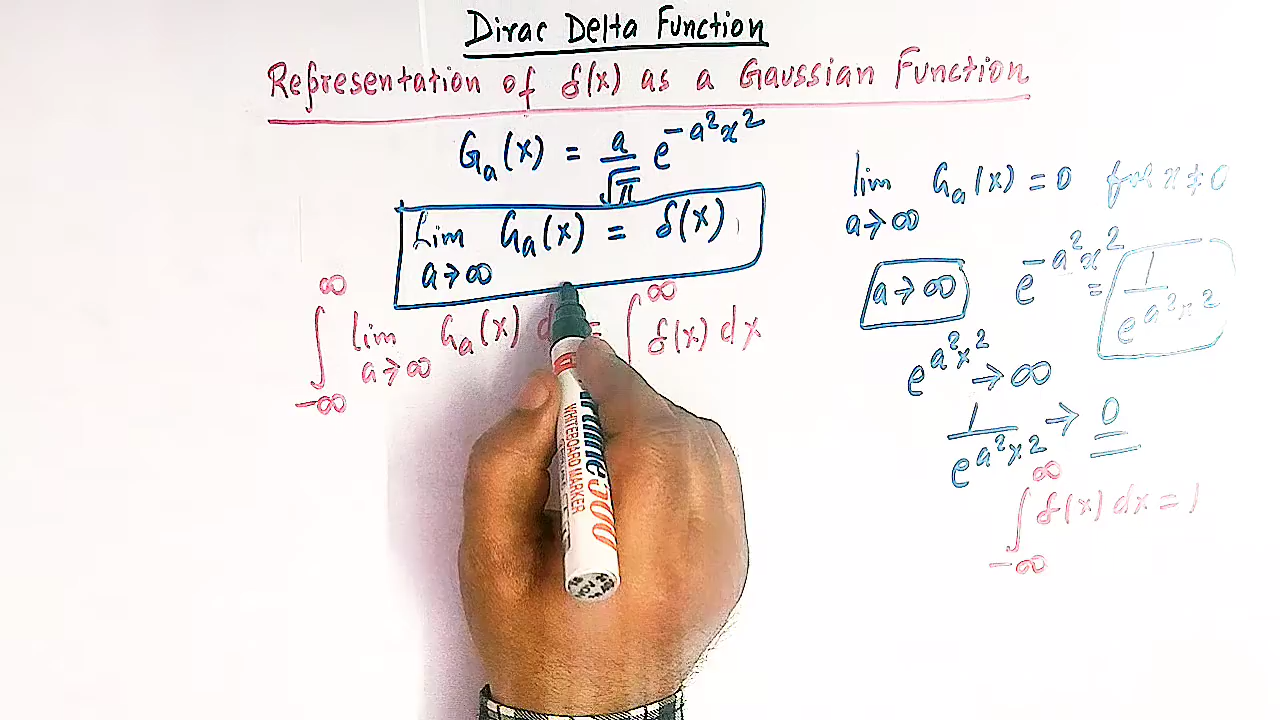 Dirac Delta Function
Representation of δ(x) as a Gaussian Function
Gₐ(x) = a/√π e^(-a²x²)
Lim a→∞ Gₐ(x) = δ(x)
∫_{-∞}^{∞} lim a→∞ Gₐ(x) d = ∫^{∞} δ(x) dx
lim a→∞ Gₐ(x) = 0 for x ≠ 0
a→∞ e^(-a²x²) = 1/e^(a²x²)
e^(a²x²) → ∞
1/e^(a²x²) → 0
∫_{-∞}^{∞} δ(x) dx = 1
WHITEBOARD MARKER